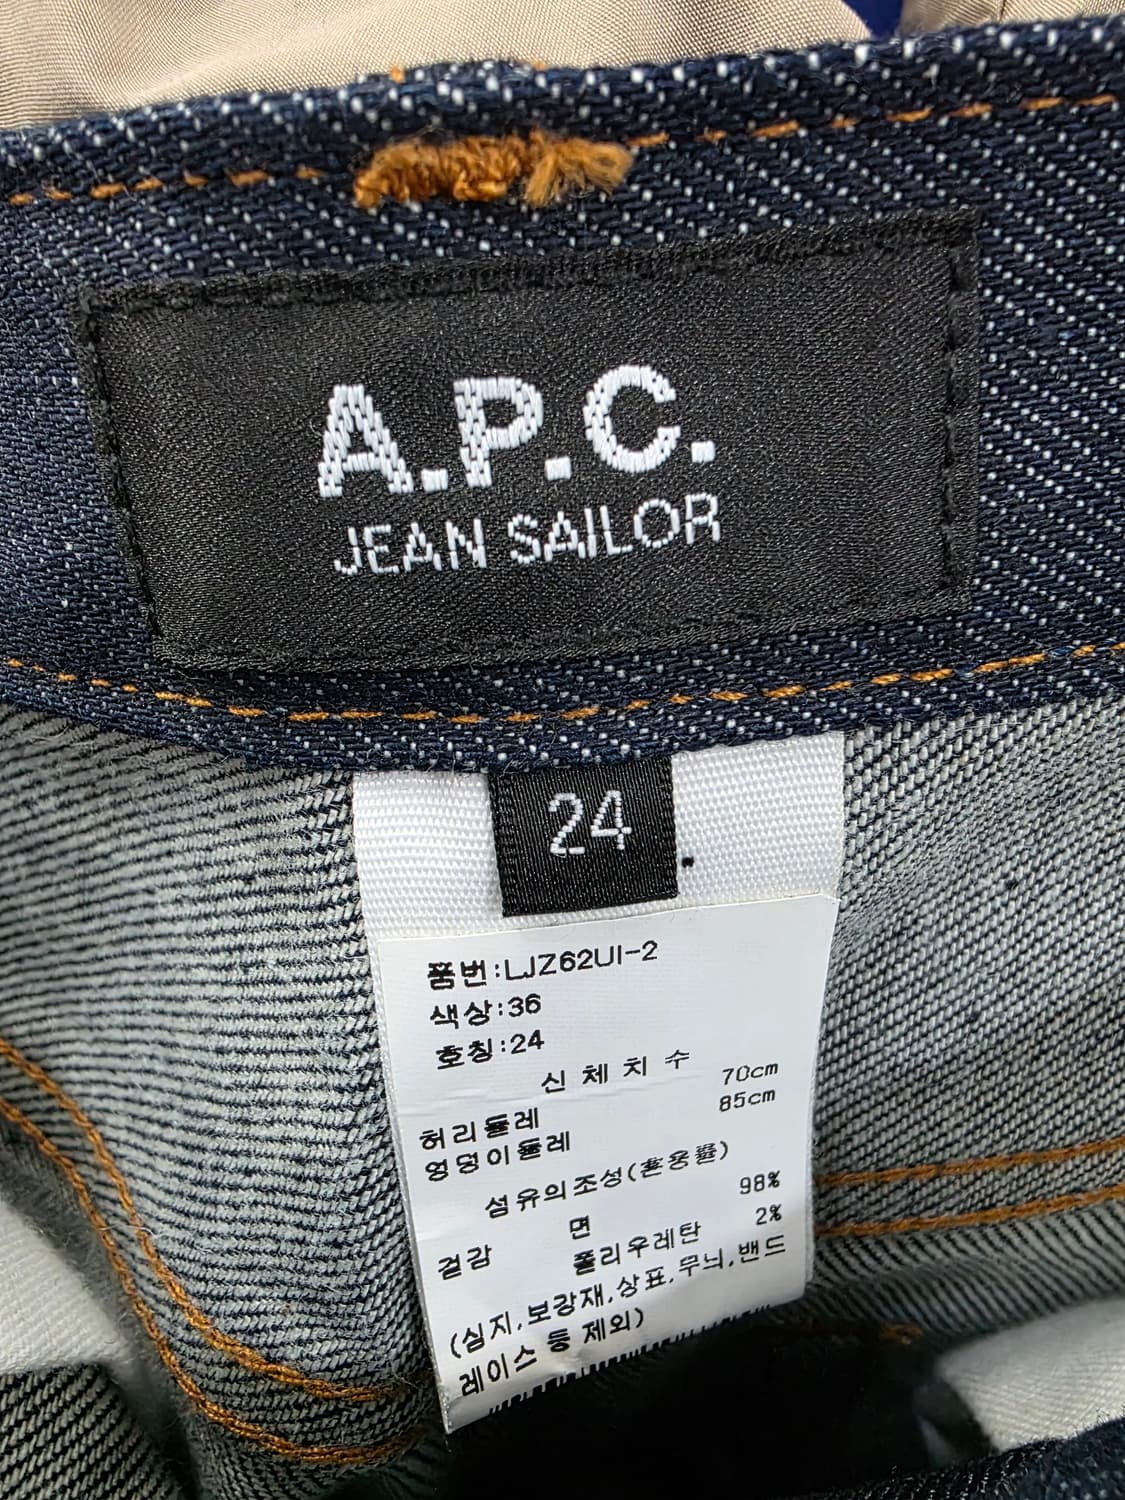 A.P.C.
JEAN SAILOR
24
품번:LJZ62UI-2
색상:36
호칭:24
신체치수
허리둘레 70cm
엉덩이둘레 85cm
섬유의조성(혼용률)
겉감 면 98%
폴리우레탄 2%
(심지,보강재,상표,무늬,밴드
레이스 등 제외)